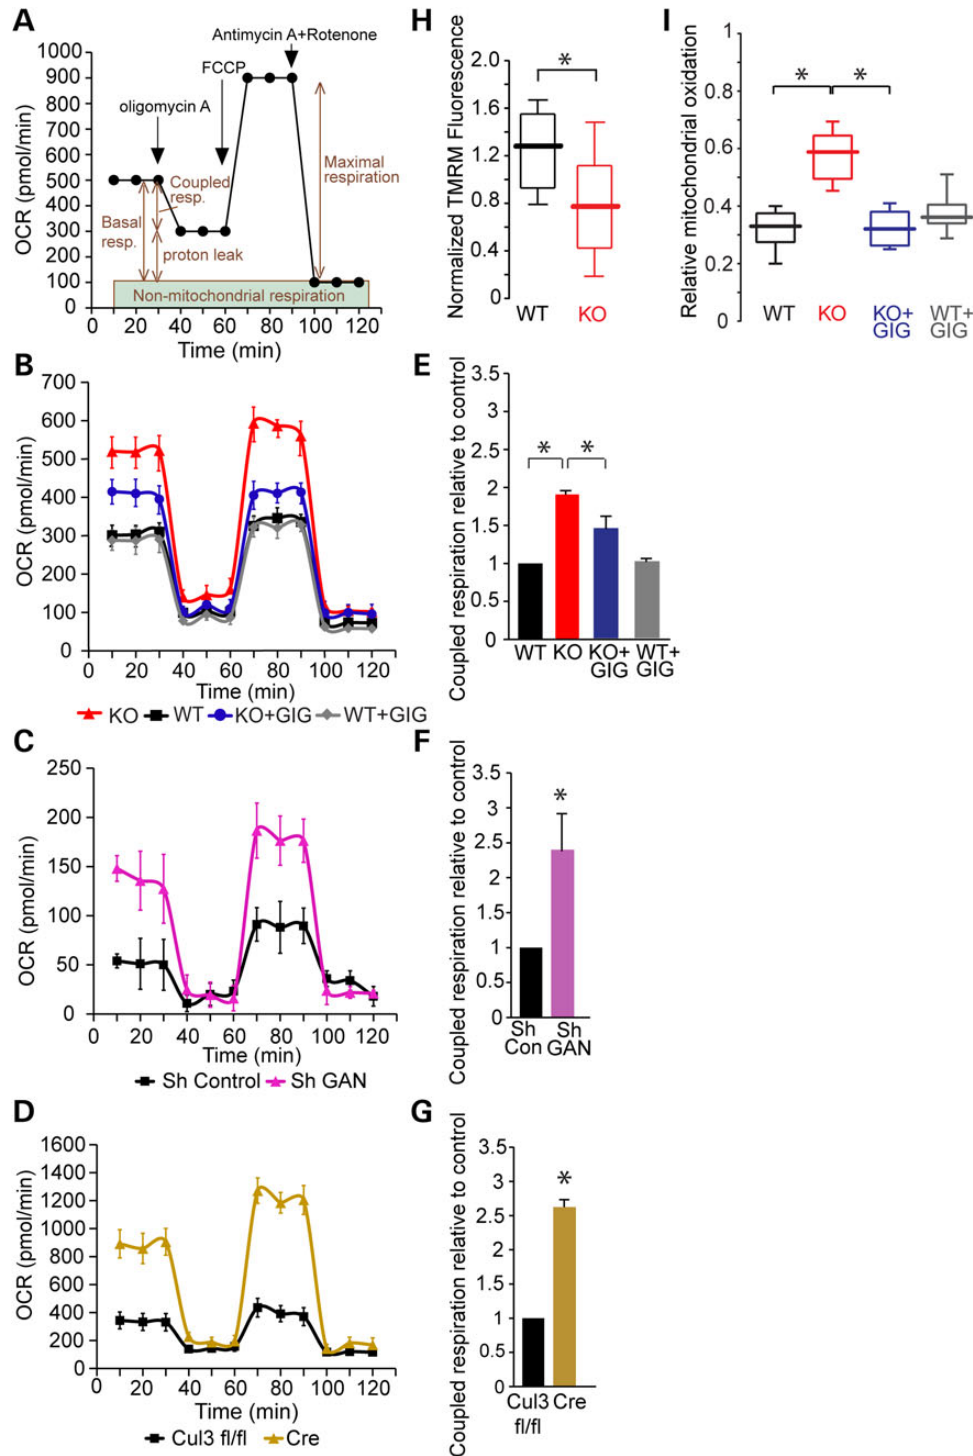 A
Antimycin A+Rotenone
FCCP
oligomycin A
OCR (pmol/min)
1000
900
800
700
600
500
400
300
200
100
0
Coupled
resp.
Basal
resp.
proton leak
Maximal
respiration
Non-mitochondrial respiration
0 20 40 60 80 100 120
Time (min)
H
Normalized TMRM Fluorescence
2.0
1.6
1.2
0.8
0.4
0
*
WT KO
I
Relative mitochondrial oxidation
1
0.8
0.6
0.4
0.2
0
* *
WT KO KO+
GIG WT+
GIG
B
OCR (pmol/min)
700
600
500
400
300
200
100
0
0 20 40 60 80 100 120
Time (min)
KO WT KO+GIG WT+GIG
E
Coupled respiration relative to control
3.5
3
2.5
2
1.5
1
0.5
0
* *
WT KO KO+
GIG WT+
GIG
C
OCR (pmol/min)
250
200
150
100
50
0
0 20 40 60 80 100 120
Time (min)
Sh Control Sh GAN
F
Coupled respiration relative to control
3.5
3
2.5
2
1.5
1
0.5
0
*
Sh
Con Sh
GAN
D
OCR (pmol/min)
1600
1400
1200
1000
800
600
400
200
0
0 20 40 60 80 100 120
Time (min)
Cul3 fl/fl Cre
G
Coupled respiration relative to control
3.5
3
2.5
2
1.5
1
0.5
0
*
Cul3
fl/fl Cre